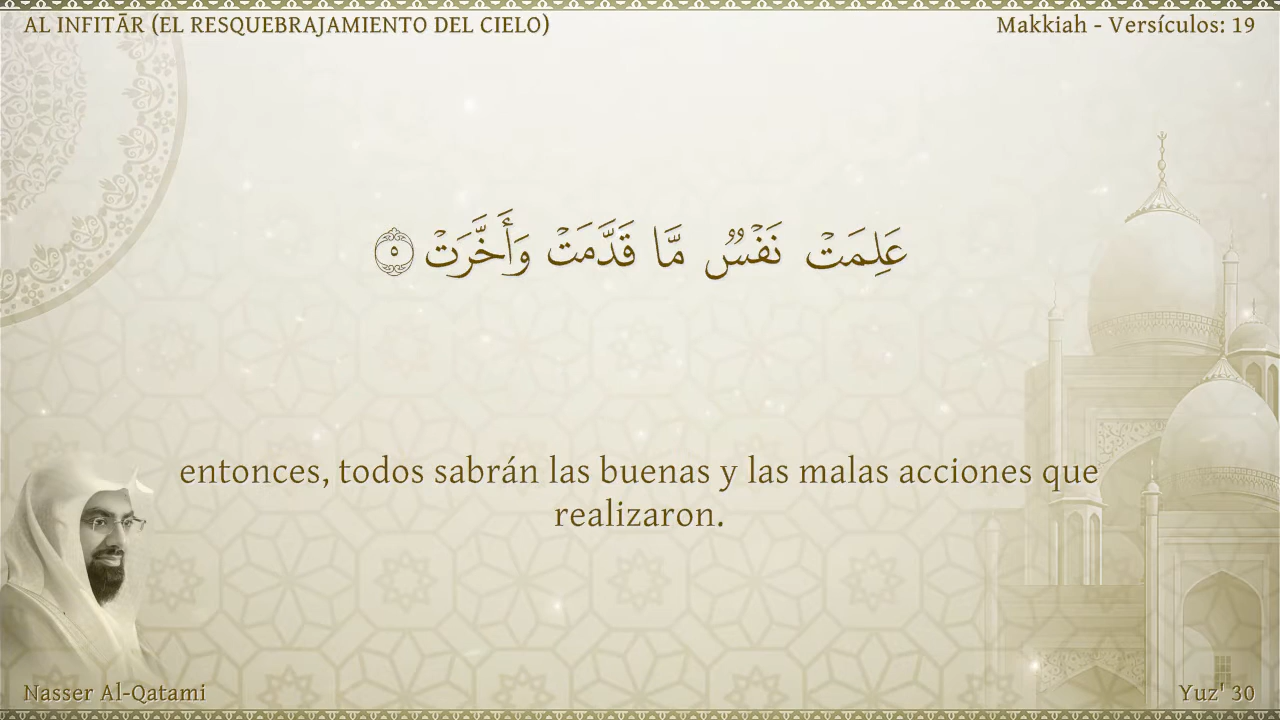 AL INFITĀR (EL RESQUEBRAJAMIENTO DEL CIELO)
Makkiah - Versículos: 19
عَلِمَتْ نَفْسٌ مَّا قَدَّمَتْ وَأَخَّرَتْ ٥
entonces, todos sabrán las buenas y las malas acciones que
realizaron.
Nasser Al-Qatami
Yuz' 30